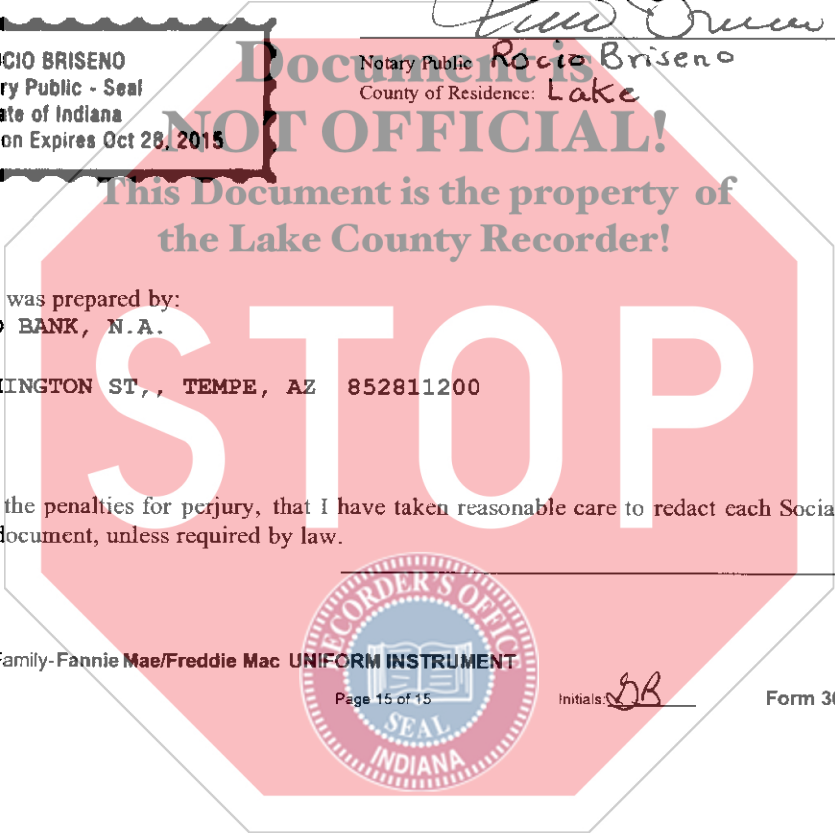 CIO BRISENO
ry Public - Seal
ate of Indiana
on Expires Oct 28, 2015
Notary Public Rocio Briseno
County of Residence: Lake
Document is
NOT OFFICIAL!
This Document is the property of
the Lake County Recorder!
was prepared by:
BANK, N.A.
INGTON ST,, TEMPE, AZ 852811200
STOP
the penalties for perjury, that I have taken reasonable care to redact each Socia
document, unless required by law.
RECORDER'S OFFICE
SEAL
INDIANA
amily-Fannie Mae/Freddie Mac UNIFORM INSTRUMENT
Page 15 of 15
Initials: GB
Form 30